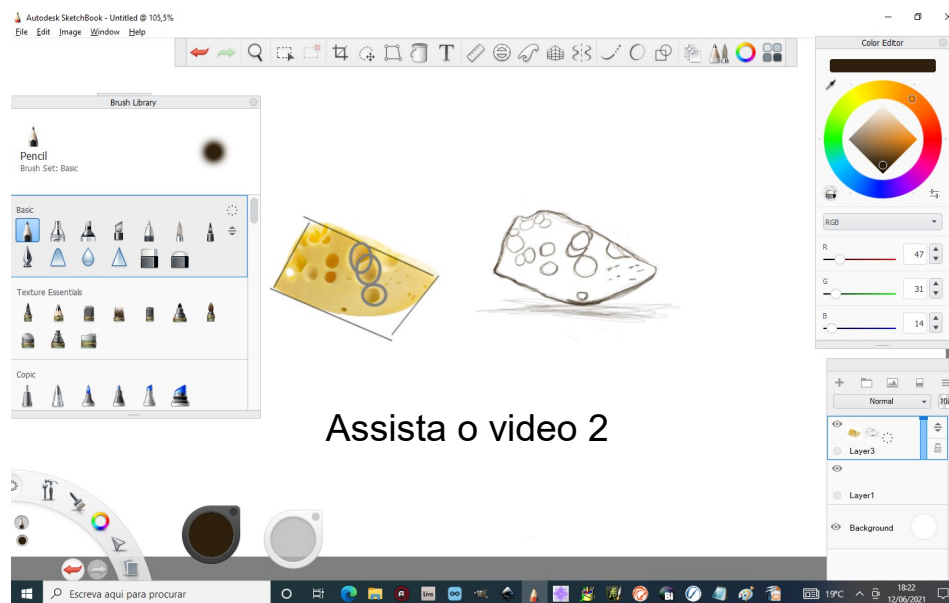 Autodesk SketchBook - Untitled @ 105,5%
File Edit Image Window Help
Color Editor
Brush Library
Pencil
Brush Set: Basic
Basic
Texture Essentials
Copic
RGB
R 47
G 31
B 14
Normal
Layer3
Layer1
Background
Assista o video 2
Escreva aqui para procurar
19°C
18:22
12/06/2021